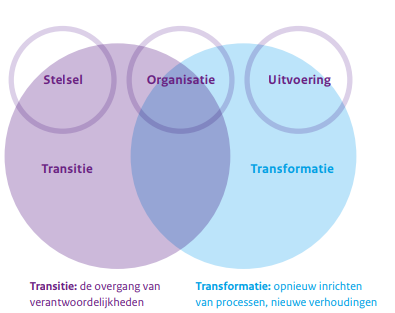 Stelsel
Organisatie
Uitvoering
Transitie
Transformatie
Transitie: de overgang van
verantwoordelijkheden
Transformatie: opnieuw inrichten
van processen, nieuwe verhoudingen